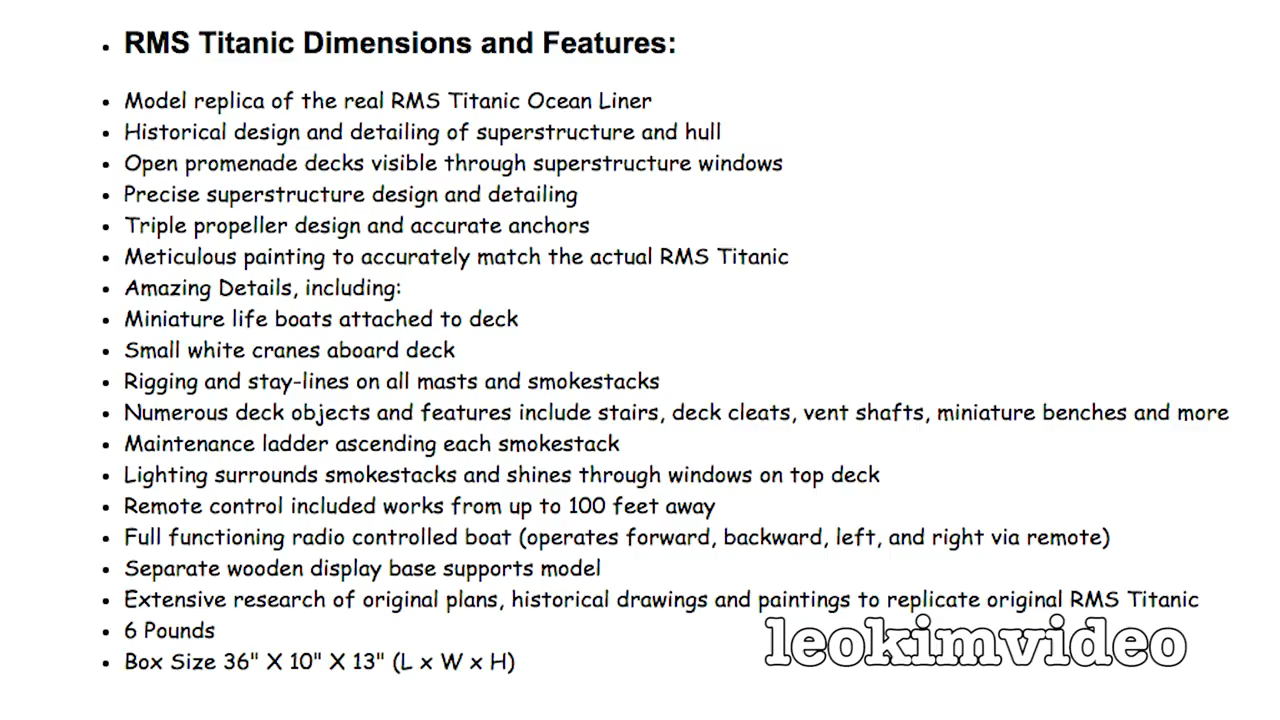 • RMS Titanic Dimensions and Features:
• Model replica of the real RMS Titanic Ocean Liner
• Historical design and detailing of superstructure and hull
• Open promenade decks visible through superstructure windows
• Precise superstructure design and detailing
• Triple propeller design and accurate anchors
• Meticulous painting to accurately match the actual RMS Titanic
• Amazing Details, including:
• Miniature life boats attached to deck
• Small white cranes aboard deck
• Rigging and stay-lines on all masts and smokestacks
• Numerous deck objects and features include stairs, deck cleats, vent shafts, miniature benches and more
• Maintenance ladder ascending each smokestack
• Lighting surrounds smokestacks and shines through windows on top deck
• Remote control included works from up to 100 feet away
• Full functioning radio controlled boat (operates forward, backward, left, and right via remote)
• Separate wooden display base supports model
• Extensive research of original plans, historical drawings and paintings to replicate original RMS Titanic
• 6 Pounds
• Box Size 36" X 10" X 13" (L x W x H)
leokimvideo